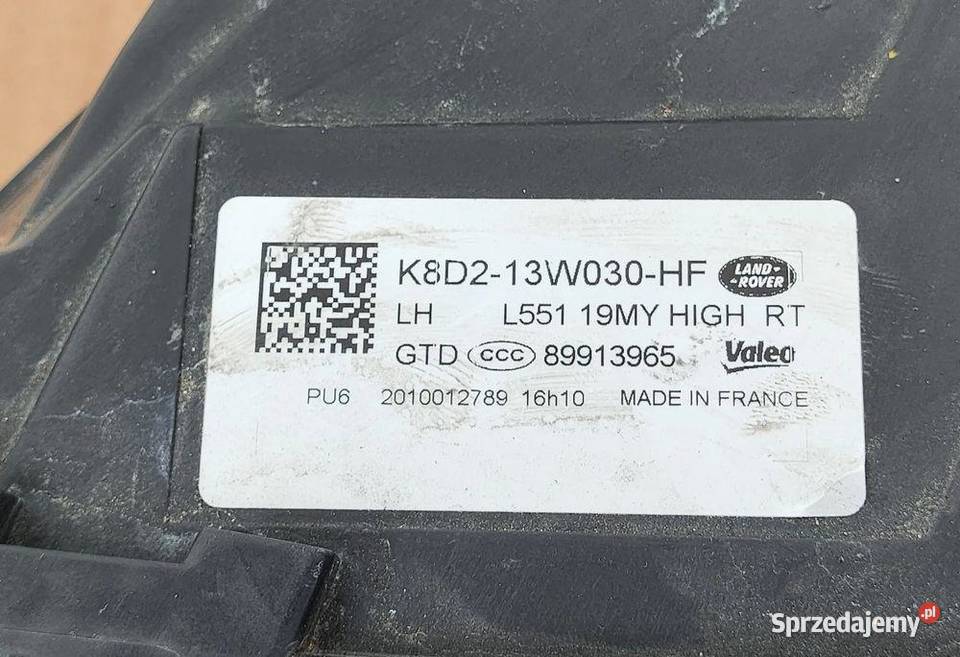 K8D2-13W030-HF LAND-ROVER
LH L551 19MY HIGH RT
GTD CCC 89913965 Valeo
PU6 2010012789 16h10 MADE IN FRANCE
Sprzedajemy.pl